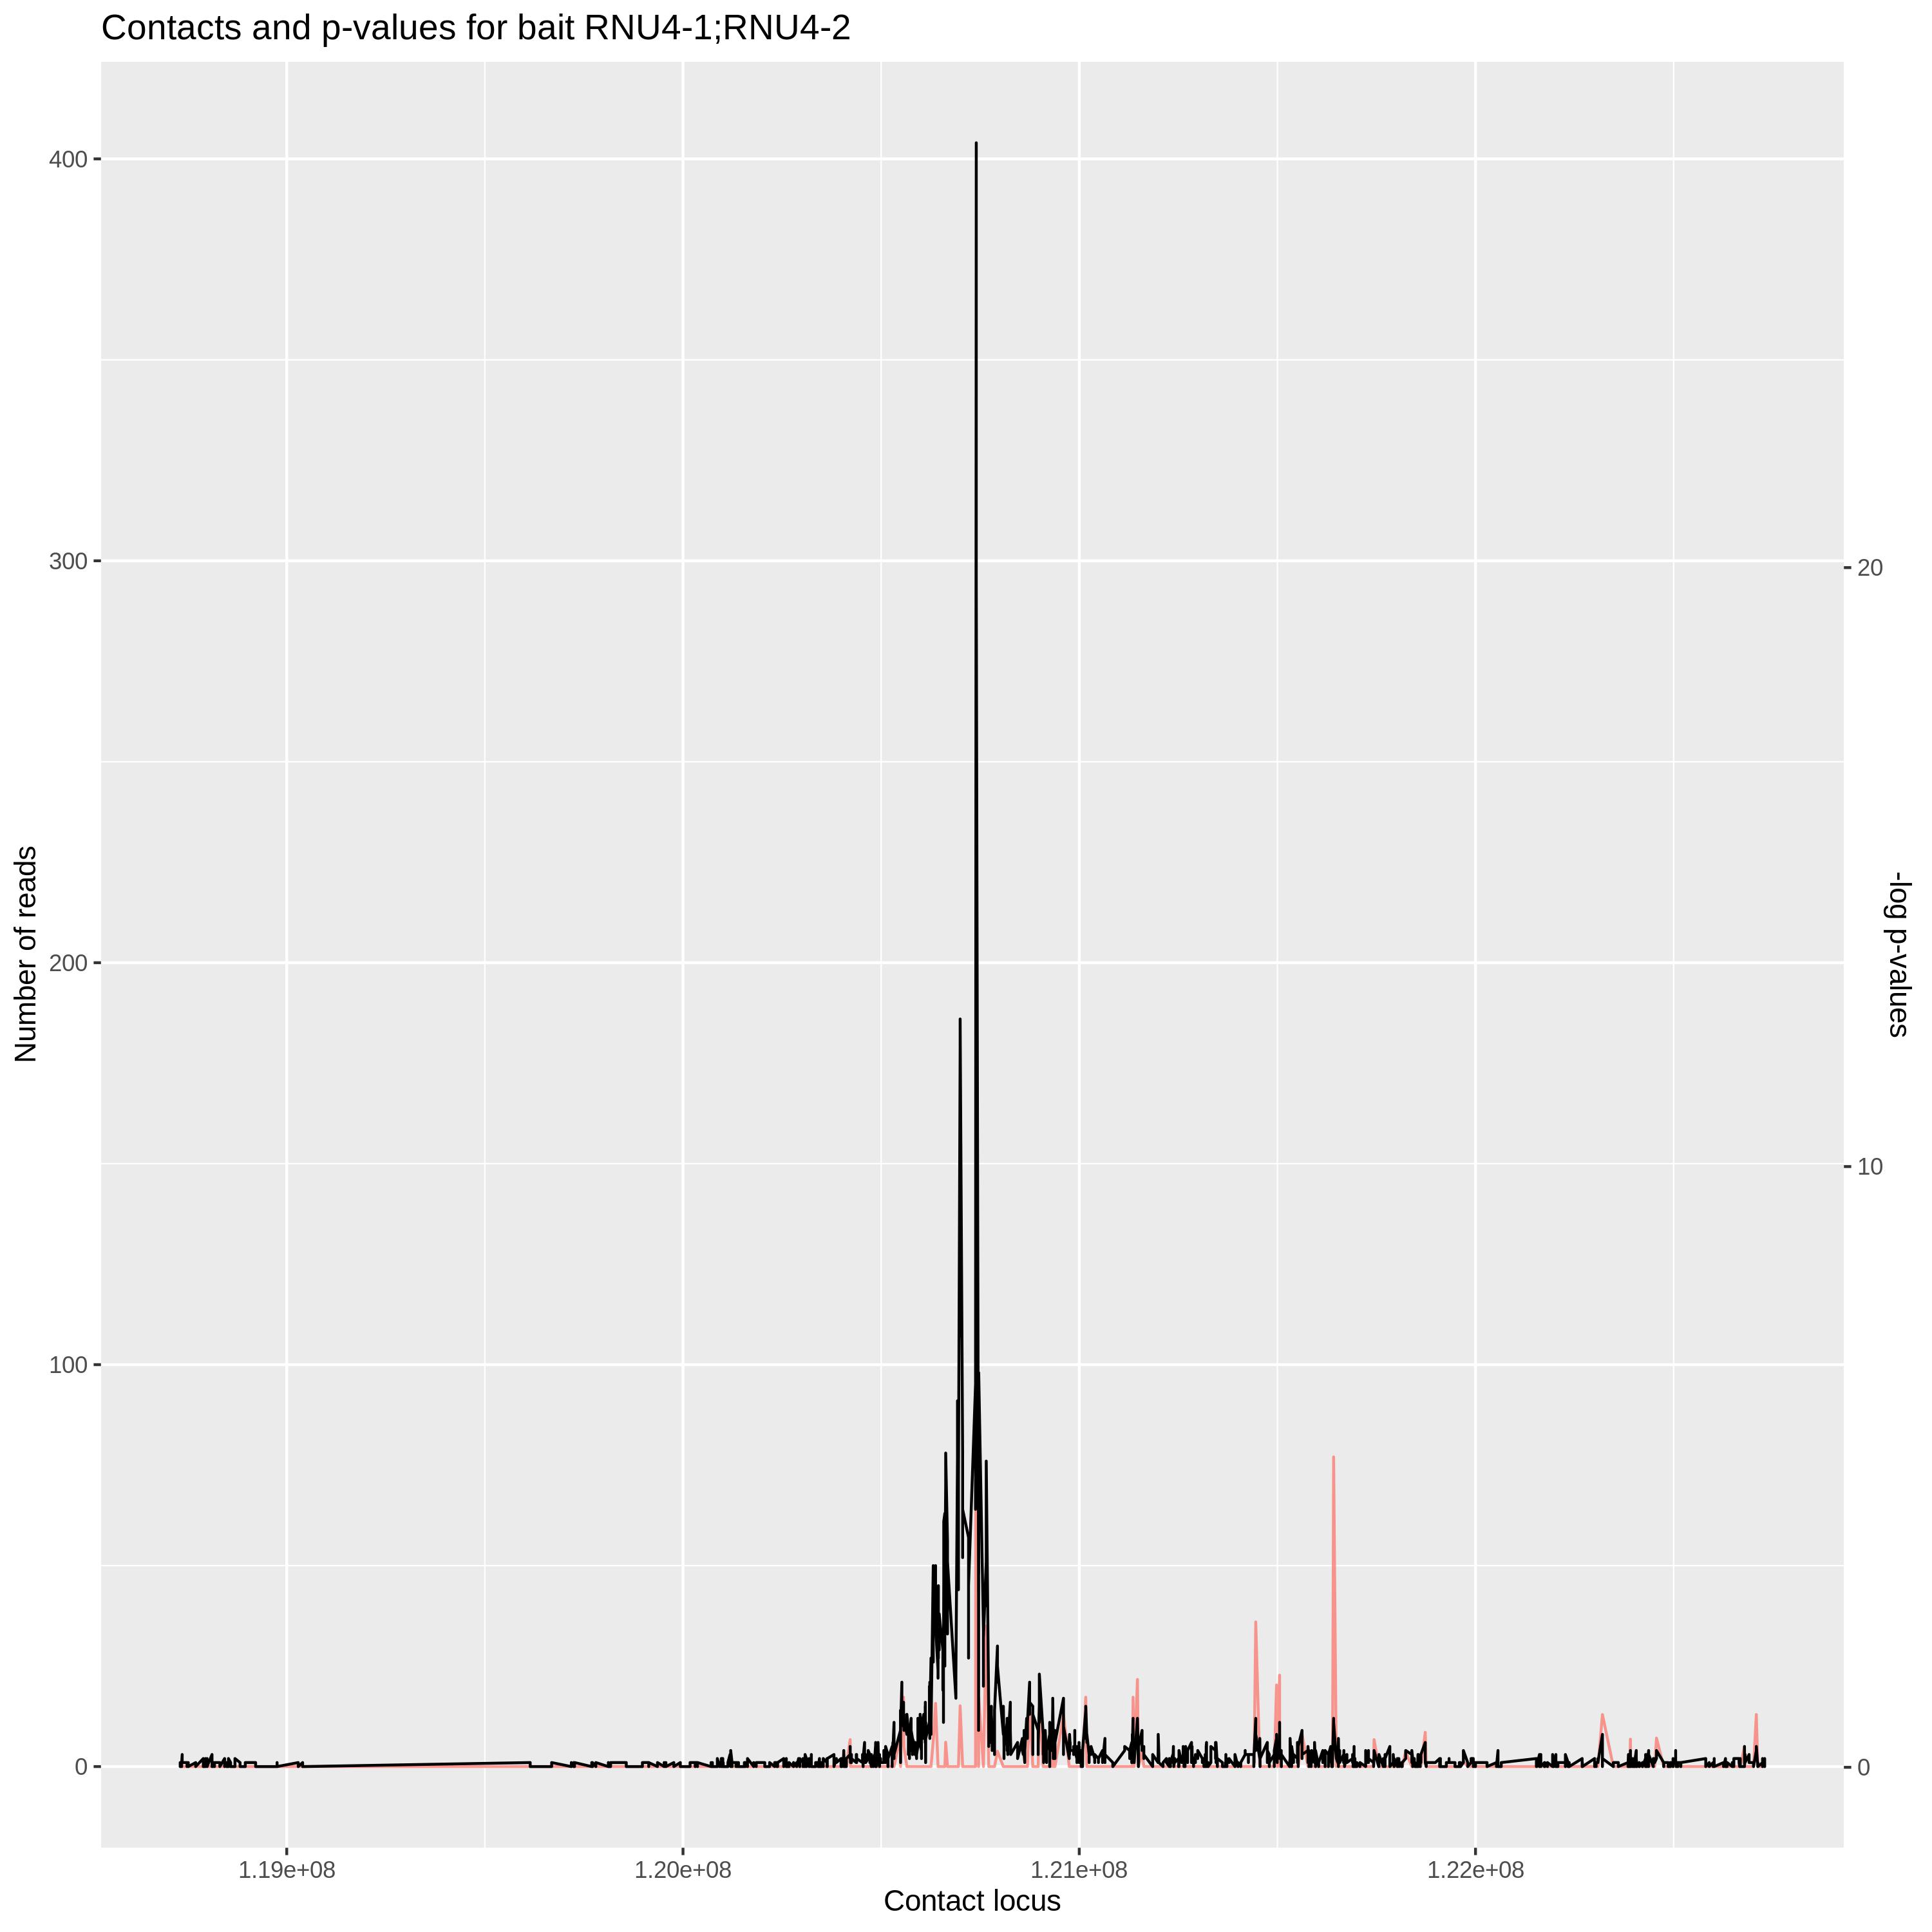 Contacts and p-values for bait RNU4-1;RNU4-2
400
300
200
100
0
Number of reads
20
10
0
-log p-values
1.19e+08
1.20e+08
1.21e+08
1.22e+08
Contact locus